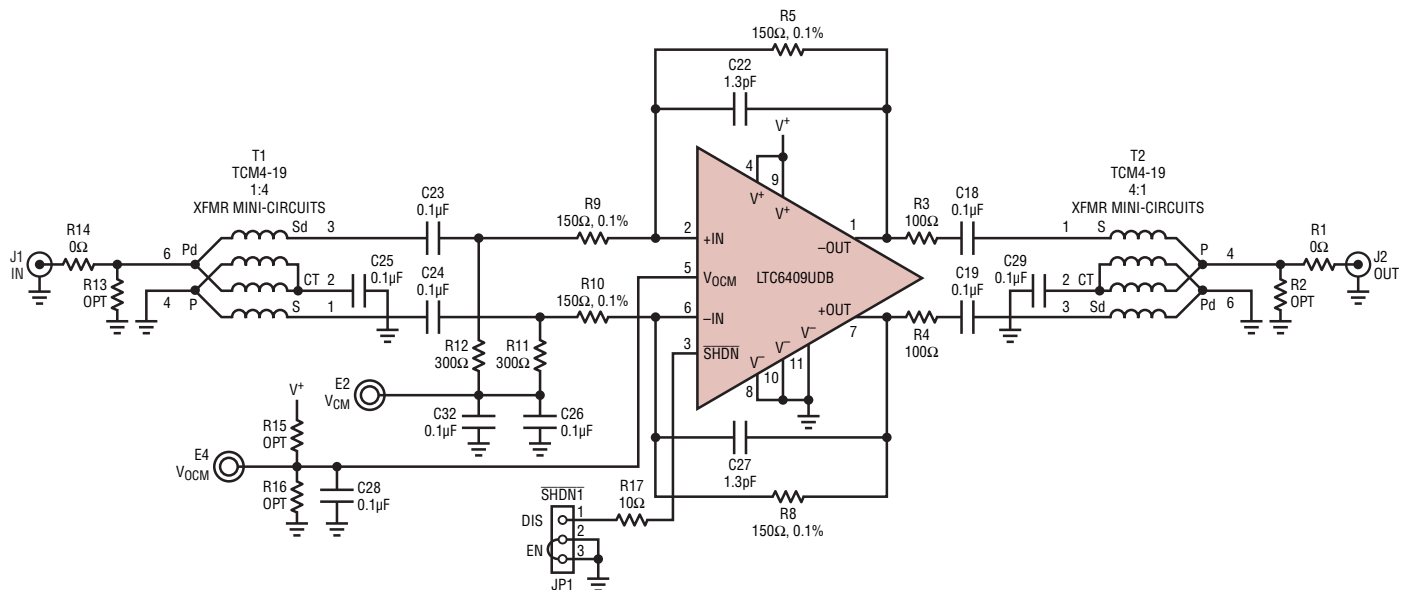 R5
150Ω, 0.1%
C22
1.3pF
V+
4
9
V+
V+
T1
TCM4-19
1:4
XFMR MINI-CIRCUITS
T2
TCM4-19
4:1
XFMR MINI-CIRCUITS
J1
IN
R14
0Ω
R13
OPT
6
Pd
4
P
Sd
3
CT
2
S
1
C25
0.1µF
C23
0.1µF
C24
0.1µF
R9
150Ω, 0.1%
R10
150Ω, 0.1%
R12
300Ω
R11
300Ω
2
+IN
5
VOCM
6
–IN
3
SHDN
LTC6409UDB
1
–OUT
+OUT
7
V–
V–
V–
8
10
11
R3
100Ω
C18
0.1µF
R4
100Ω
C19
0.1µF
C29
0.1µF
1
S
2
CT
3
Sd
P
4
Pd
6
R1
0Ω
R2
OPT
J2
OUT
E2
VCM
C32
0.1µF
C26
0.1µF
V+
R15
OPT
E4
VOCM
R16
OPT
C28
0.1µF
C27
1.3pF
R8
150Ω, 0.1%
SHDN1
DIS
EN
1
2
3
JP1
R17
10Ω